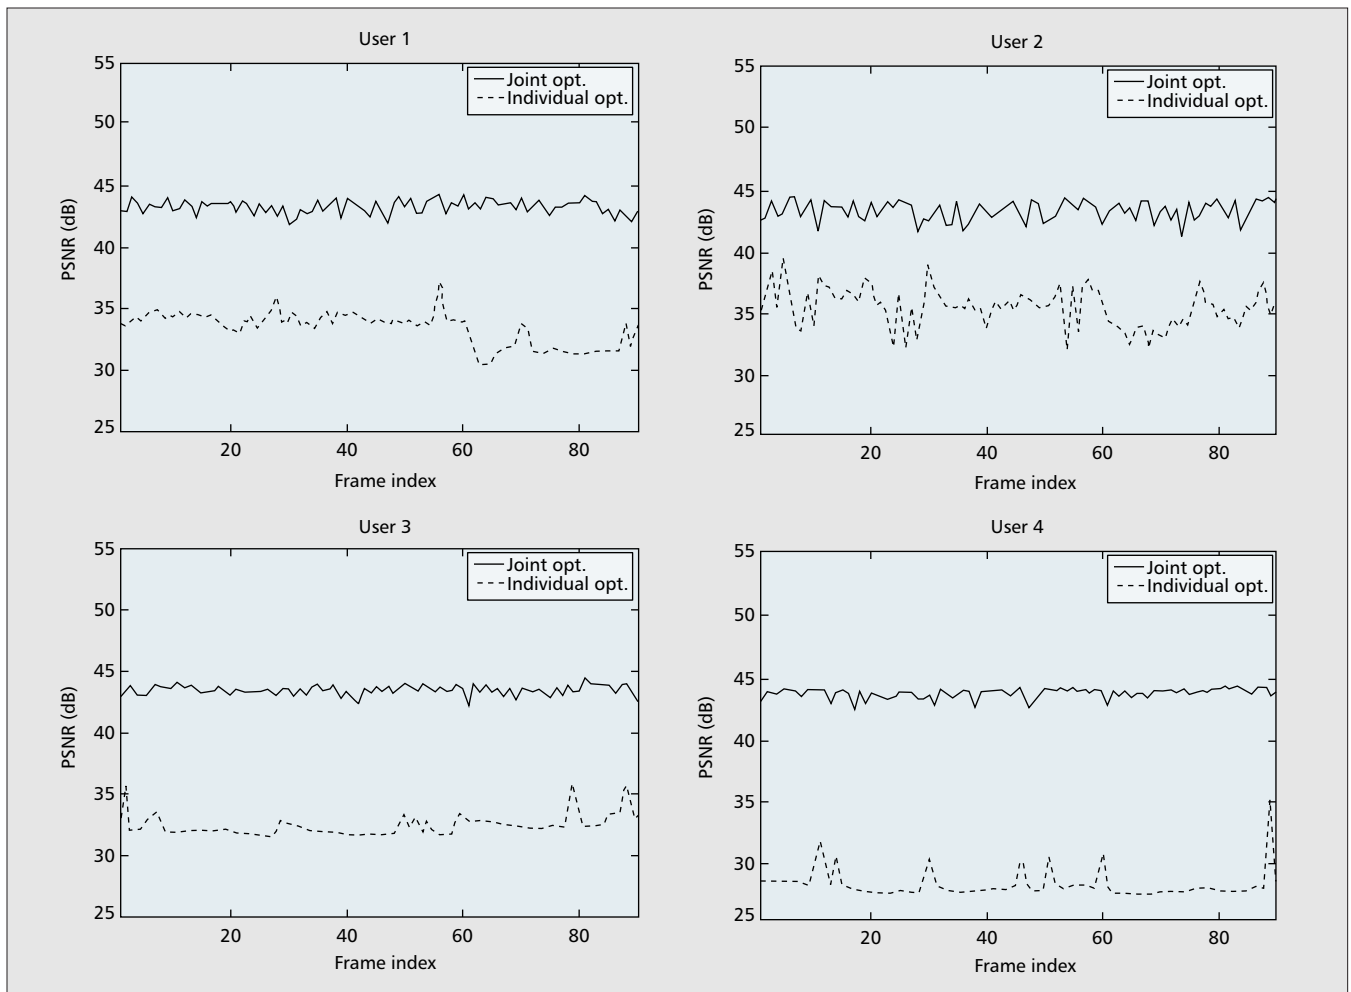 User 1
55
50
45
40
35
30
25
PSNR (dB)
Joint opt.
Individual opt.
20 40 60 80
Frame index
User 2
55
50
45
40
35
30
25
PSNR (dB)
Joint opt.
Individual opt.
20 40 60 80
Frame index
User 3
55
50
45
40
35
30
25
PSNR (dB)
Joint opt.
Individual opt.
20 40 60 80
Frame index
User 4
55
50
45
40
35
30
25
PSNR (dB)
Joint opt.
Individual opt.
20 40 60 80
Frame index